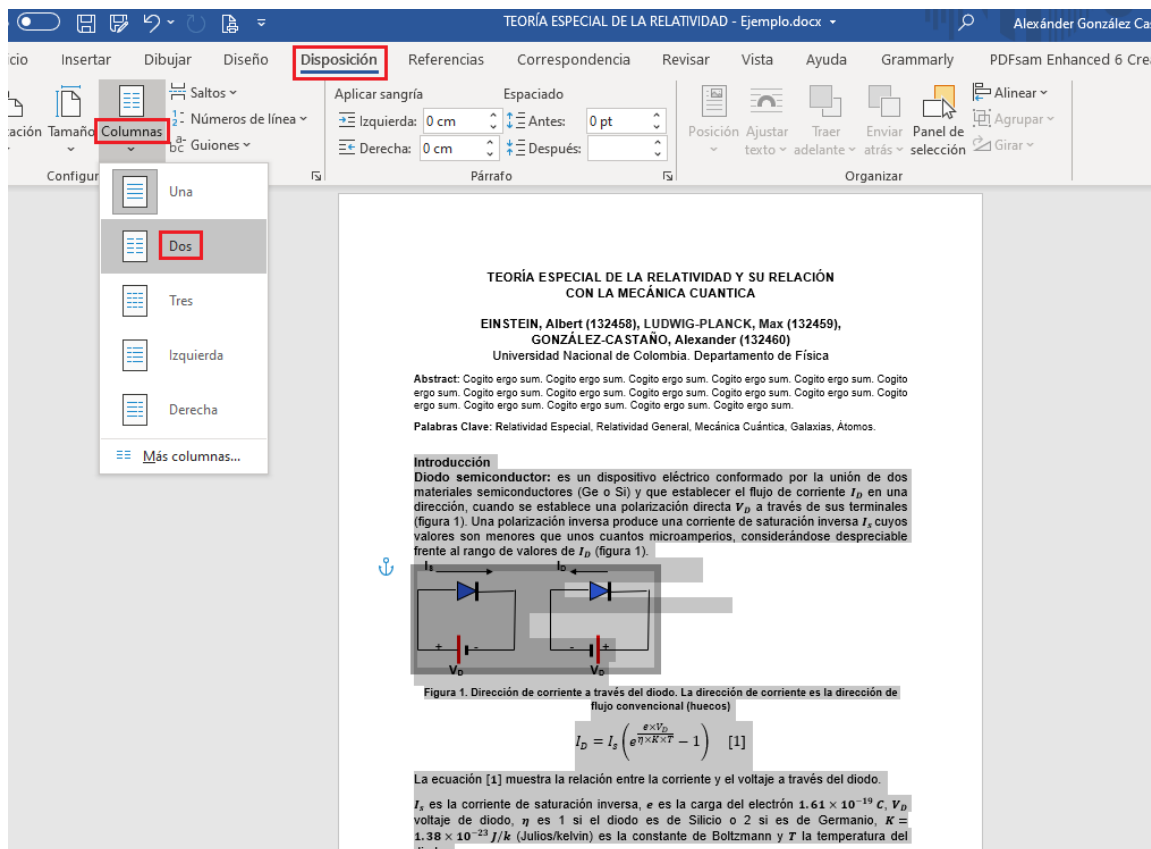 TEORÍA ESPECIAL DE LA RELATIVIDAD - Ejemplo.docx
Alexánder González Cas
cio Insertar Dibujar Diseño Disposición Referencias Correspondencia Revisar Vista Ayuda Grammarly PDFsam Enhanced 6 Crea
Saltos
Números de línea
Guiones
ación Tamaño Columnas
Configur
Aplicar sangría Espaciado
Izquierda: 0 cm Antes: 0 pt
Derecha: 0 cm Después:
Párrafo
Posición Ajustar texto Traer adelante Enviar atrás Panel de selección
Alinear
Agrupar
Girar
Organizar
Una
Dos
Tres
Izquierda
Derecha
Más columnas...
TEORÍA ESPECIAL DE LA RELATIVIDAD Y SU RELACIÓN
CON LA MECÁNICA CUANTICA
EINSTEIN, Albert (132458), LUDWIG-PLANCK, Max (132459),
GONZÁLEZ-CASTAÑO, Alexander (132460)
Universidad Nacional de Colombia. Departamento de Física
Abstract: Cogito ergo sum. Cogito ergo sum. Cogito ergo sum. Cogito ergo sum. Cogito ergo sum. Cogito
ergo sum. Cogito ergo sum. Cogito ergo sum. Cogito ergo sum. Cogito ergo sum. Cogito ergo sum. Cogito
ergo sum. Cogito ergo sum. Cogito ergo sum. Cogito ergo sum. Cogito ergo sum.
Palabras Clave: Relatividad Especial, Relatividad General, Mecánica Cuántica, Galaxias, Átomos.
Introducción
Diodo semiconductor: es un dispositivo eléctrico conformado por la unión de dos
materiales semiconductores (Ge o Si) y que establecer el flujo de corriente I_D en una
dirección, cuando se establece una polarización directa V_D a través de sus terminales
(figura 1). Una polarización inversa produce una corriente de saturación inversa I_s cuyos
valores son menores que unos cuantos microamperios, considerándose despreciable
frente al rango de valores de I_D (figura 1).
I_s I_D
+ - - +
V_D V_D
Figura 1. Dirección de corriente a través del diodo. La dirección de corriente es la dirección de
flujo convencional (huecos)
I_D = I_s (e^{\frac{e×V_D}{η×K×T}} − 1) [1]
La ecuación [1] muestra la relación entre la corriente y el voltaje a través del diodo.
I_s es la corriente de saturación inversa, e es la carga del electrón 1.61 × 10^{−19} C, V_D
voltaje de diodo, η es 1 si el diodo es de Silicio o 2 si es de Germanio, K =
1.38 × 10^{−23} J/k (Julios/kelvin) es la constante de Boltzmann y T la temperatura del